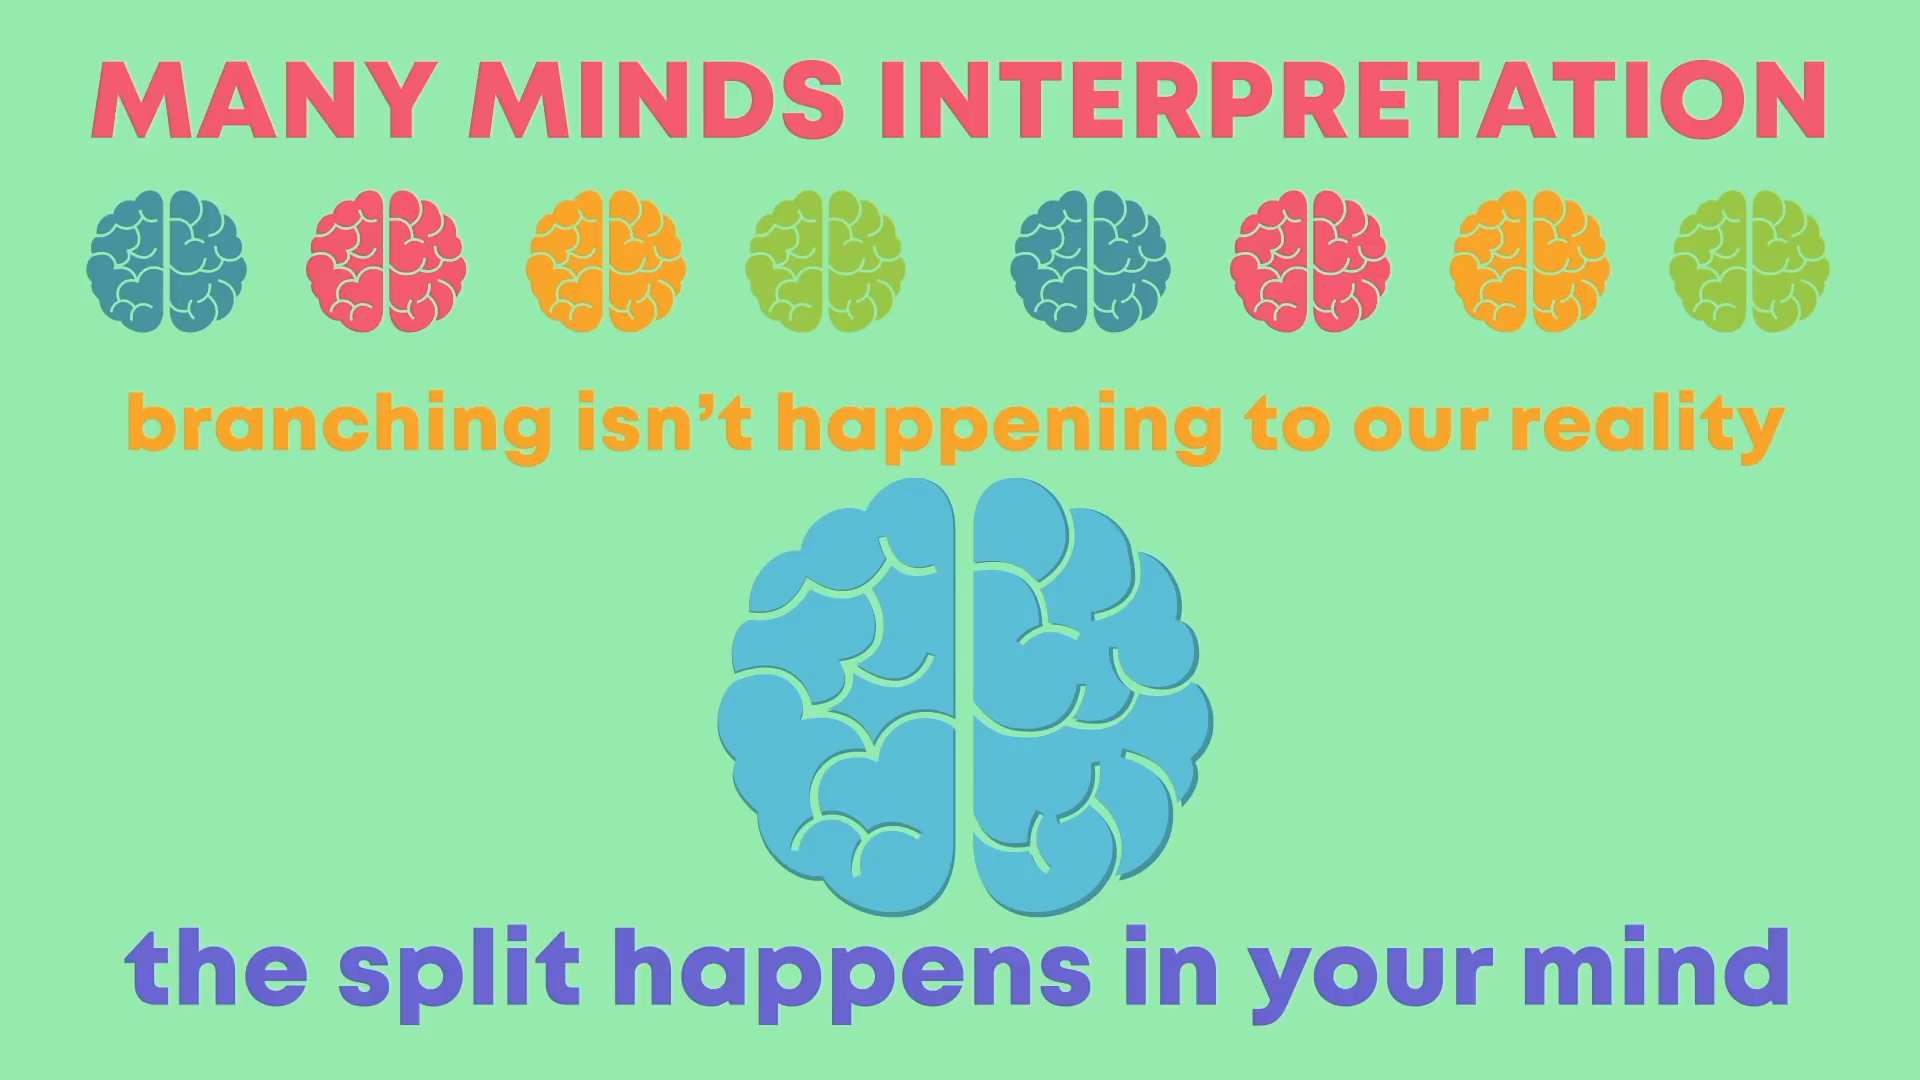 MANY MINDS INTERPRETATION
branching isn't happening to our reality
the split happens in your mind